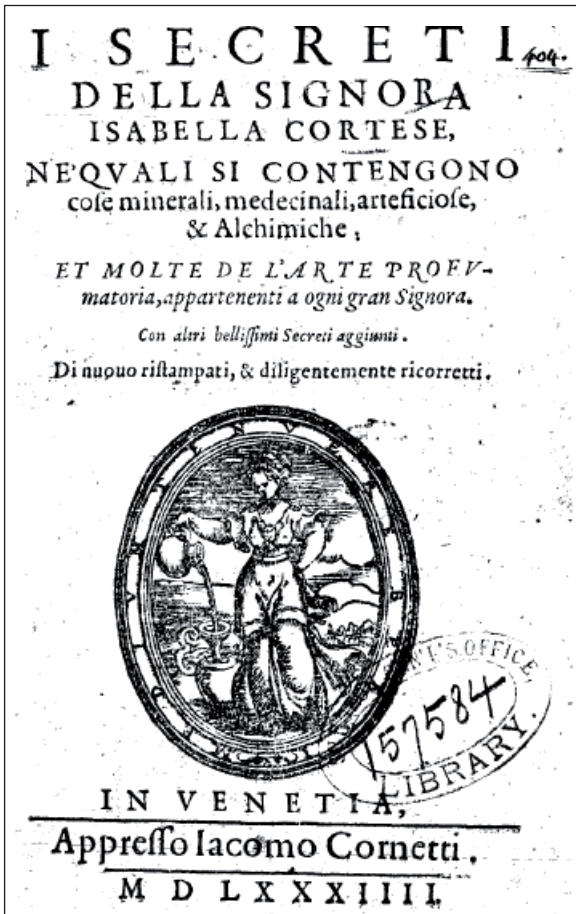 I SECRETI
404.
DELLA SIGNORA
ISABELLA CORTESE,
NE'QVALI SI CONTENGONO
coſe minerali, medecinali, arteficioſe,
& Alchimiche;
ET MOLTE DE L'ARTE PROFV-
matoria, appartenenti a ogni gran Signora.
Con altri belliſſimi Secreti aggiunti.
Di nuouo riſtampati, & diligentemente ricorretti.
OFFICE
157584
LIBRARY.
IN VENETIA,
Appreſſo Iacomo Cornetti.
M D LXXXIIII.